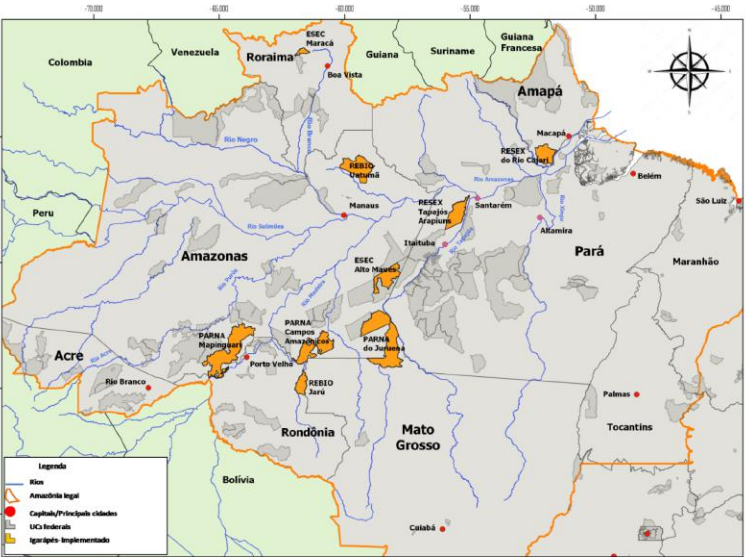 -70.000
-65.000
-60.000
-55.000
-50.000
-45.000
Colombia
Venezuela
Roraima
ESEC
Maracá
Boa Vista
Guiana
Suriname
Guiana
Francesa
Amapá
Macapá
RESEX
do Rio Cajari
Rio Negro
Rio Branco
REBIO
Uatumã
Rio Amazonas
Belém
São Luiz
Peru
Manaus
RESEX
Tapajós
Arapiuns
Santarém
Rio Xingu
Altamira
Rio Solimões
Itaituba
Rio Tapajós
Amazonas
ESEC
Alto Maués
Pará
Maranhão
Rio Purús
Rio Madeira
PARNA
Mapinguari
PARNA
Campos
Amazônicos
PARNA
do Juruena
Acre
Rio Acre
Porto Velho
Rio Branco
REBIO
Jarú
Palmas
Tocantins
Rondônia
Mato
Grosso
Bolívia
Cuiabá
Legenda
Rios
Amazônia legal
Capitais/Principais cidades
UCs federais
Igarapés- Implementado